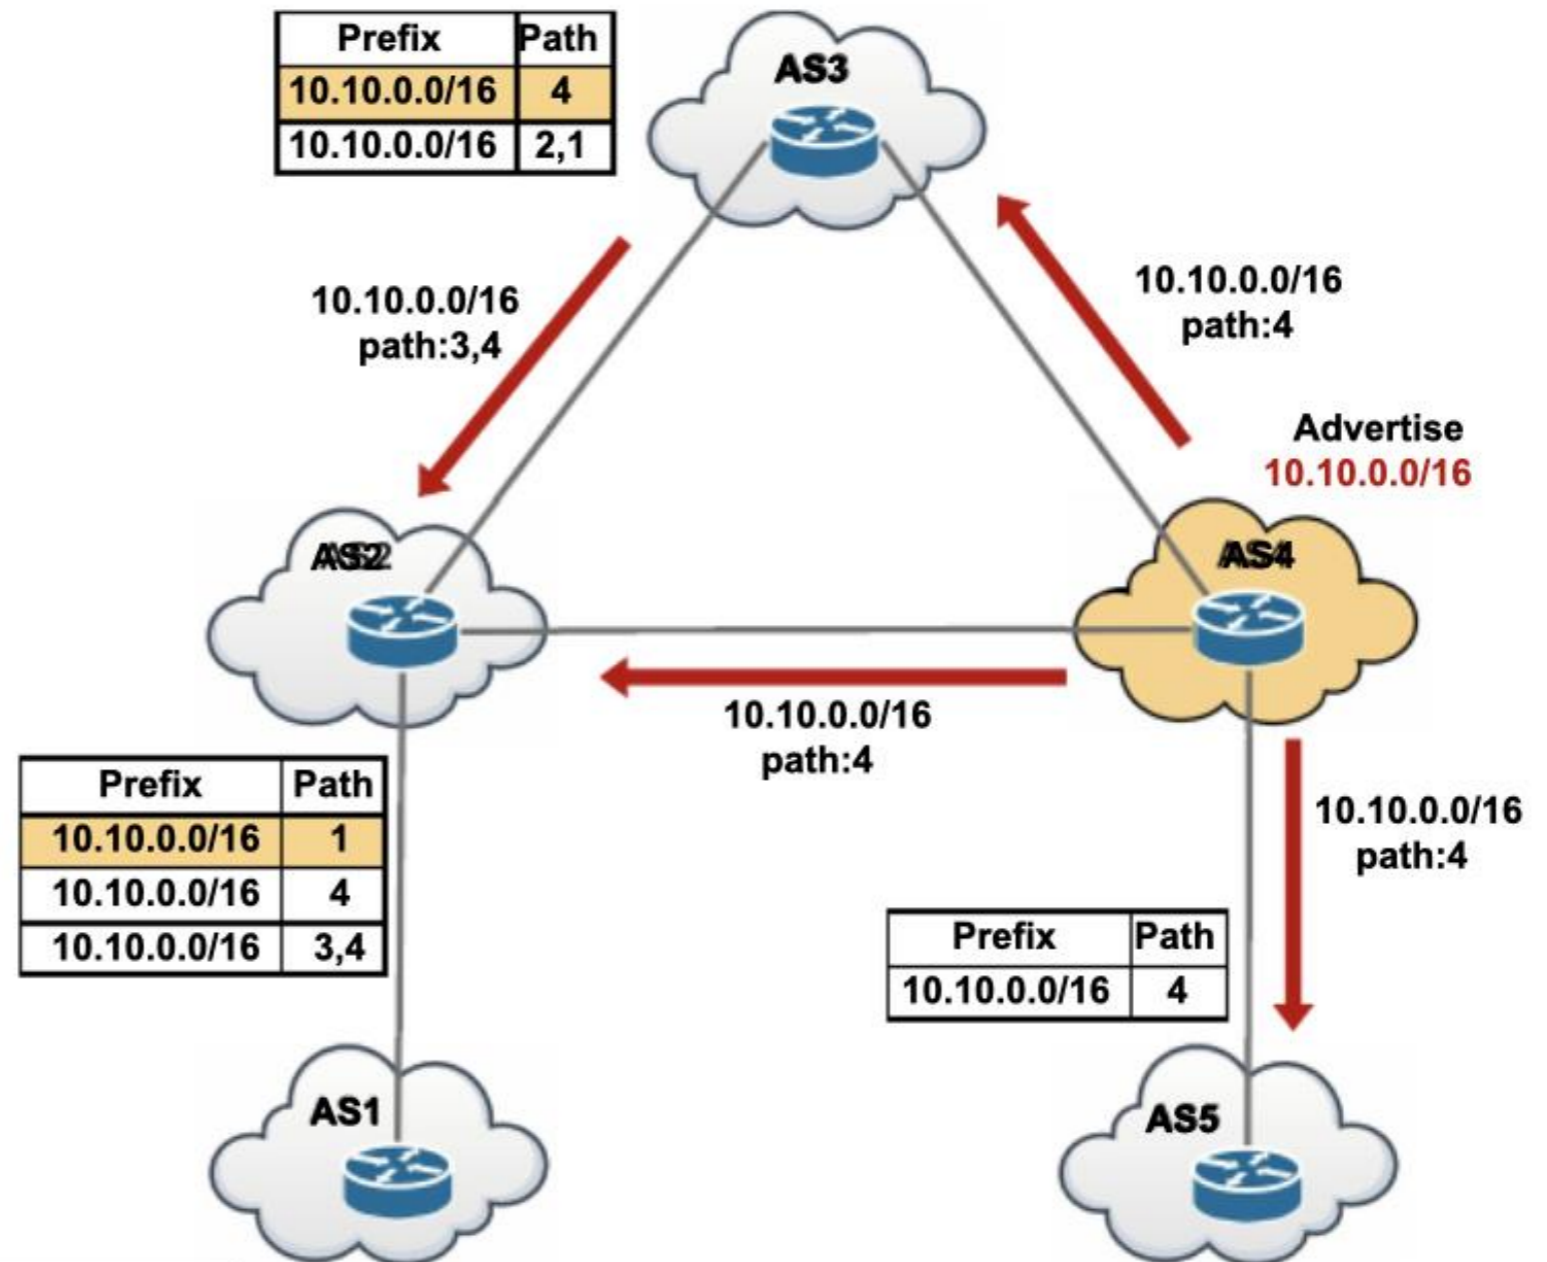 Prefix Path
10.10.0.0/16 4
10.10.0.0/16 2,1
AS3
10.10.0.0/16
path:3,4
10.10.0.0/16
path:4
Advertise
10.10.0.0/16
AS2
AS4
10.10.0.0/16
path:4
Prefix Path
10.10.0.0/16 1
10.10.0.0/16 4
10.10.0.0/16 3,4
10.10.0.0/16
path:4
Prefix Path
10.10.0.0/16 4
AS1
AS5